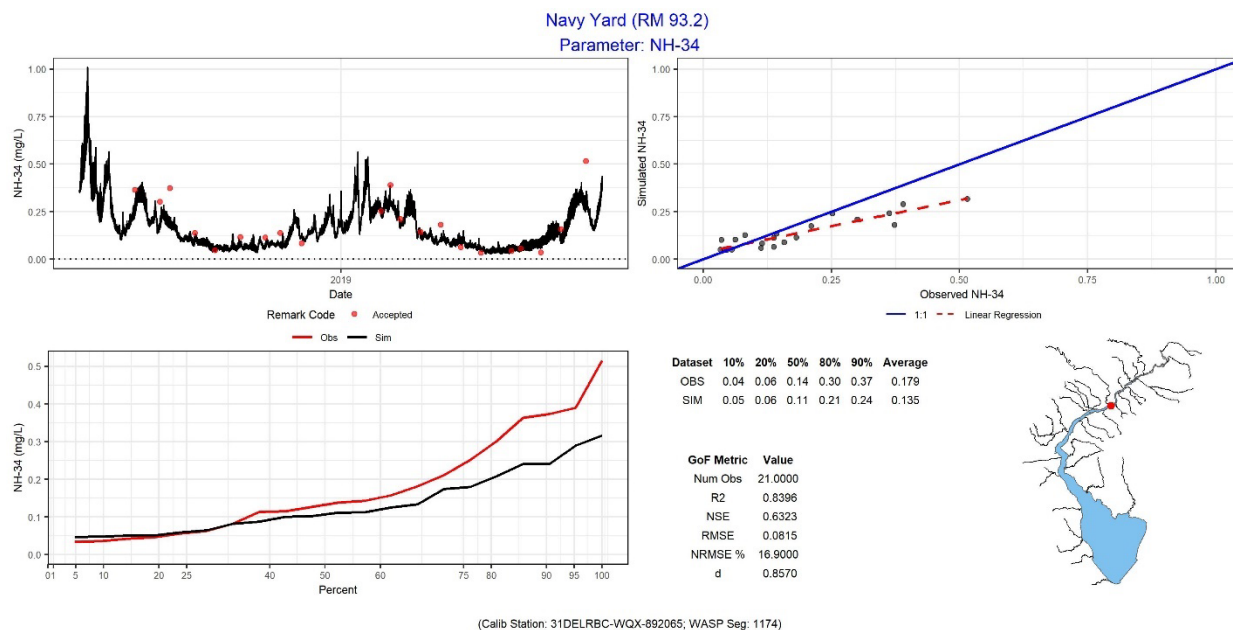 Navy Yard (RM 93.2)
Parameter: NH-34
1.00
0.75
0.50
0.25
0.00
NH-34 (mg/L)
2019
Date
Remark Code Accepted
1.00
0.75
0.50
0.25
0.00
Simulated NH-34
0.00 0.25 0.50 0.75 1.00
Observed NH-34
1:1 Linear Regression
Obs Sim
0.5
0.4
0.3
0.2
0.1
0.0
NH-34 (mg/L)
01 5 10 20 25 40 50 60 75 80 90 95 100
Percent
Dataset 10% 20% 50% 80% 90% Average
OBS 0.04 0.06 0.14 0.30 0.37 0.179
SIM 0.05 0.06 0.11 0.21 0.24 0.135
GoF Metric Value
Num Obs 21.0000
R2 0.8396
NSE 0.6323
RMSE 0.0815
NRMSE % 16.9000
d 0.8570
(Calib Station: 31DELRBC-WQX-892065; WASP Seg: 1174)